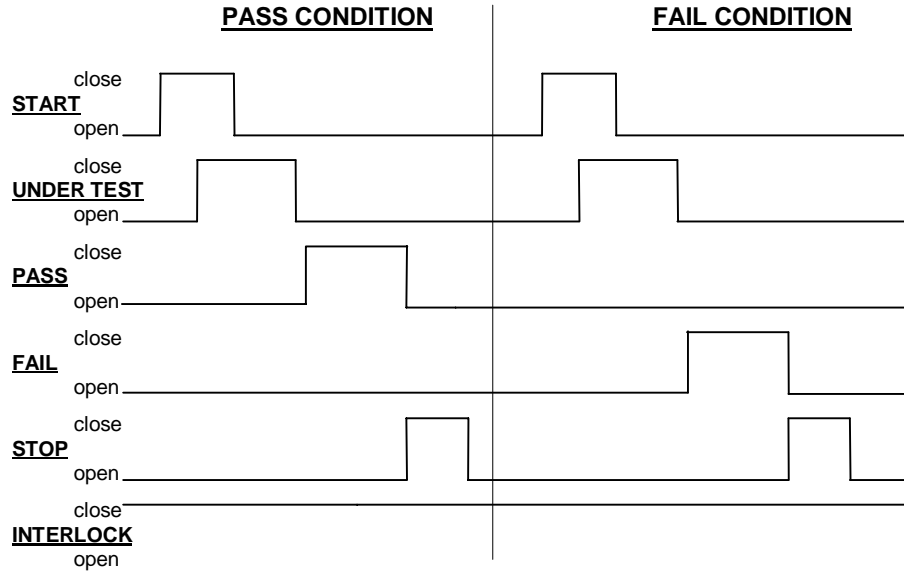 PASS CONDITION
FAIL CONDITION
close
START
open
close
UNDER TEST
open
close
PASS
open
close
FAIL
open
close
STOP
open
close
INTERLOCK
open